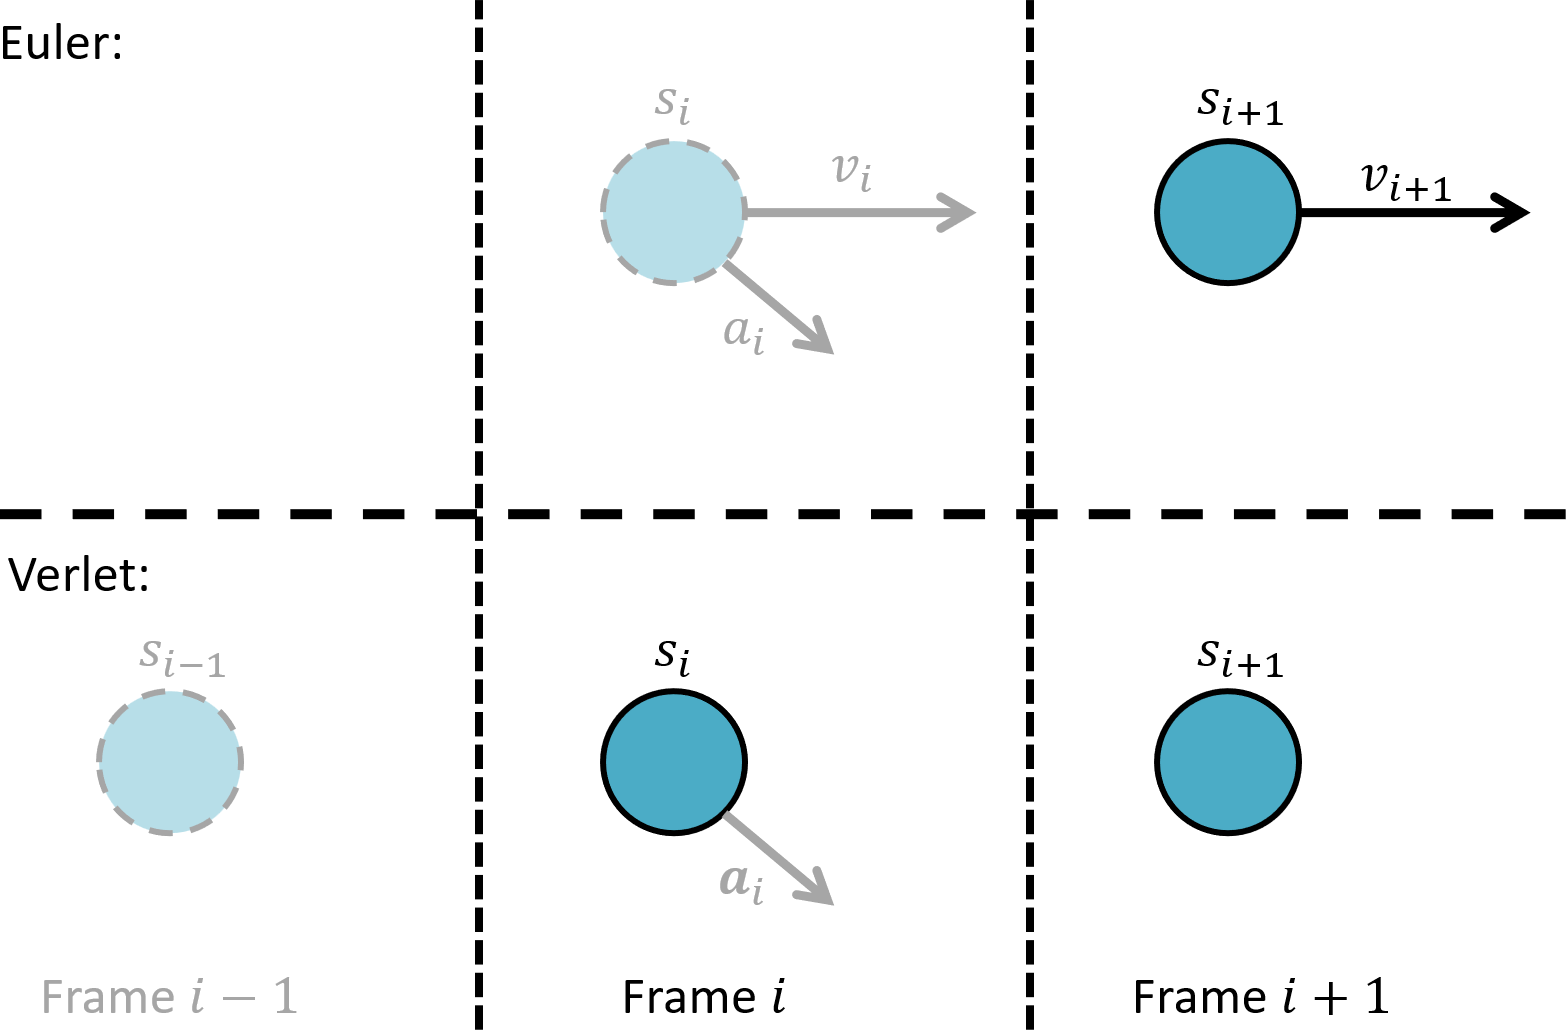 Euler:
s_i
s_{i+1}
v_i
v_{i+1}
a_i
Verlet:
s_{i-1}
s_i
s_{i+1}
a_i
Frame i − 1
Frame i
Frame i + 1